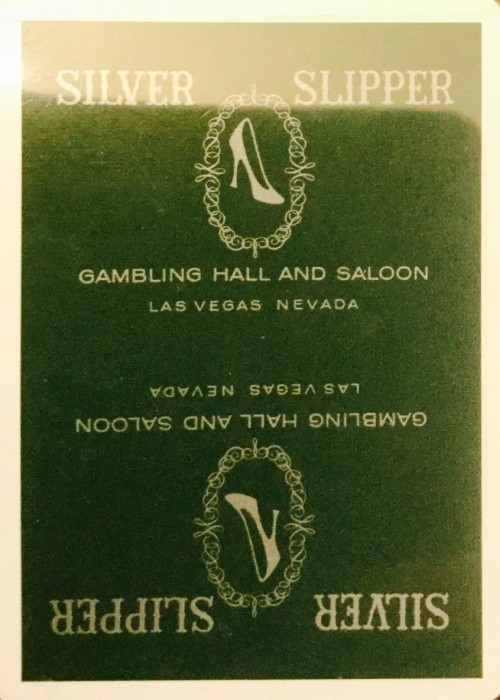 SILVER SLIPPER
GAMBLING HALL AND SALOON
LAS VEGAS NEVADA
LAS VEGAS NEVADA
GAMBLING HALL AND SALOON
SILVER SLIPPER